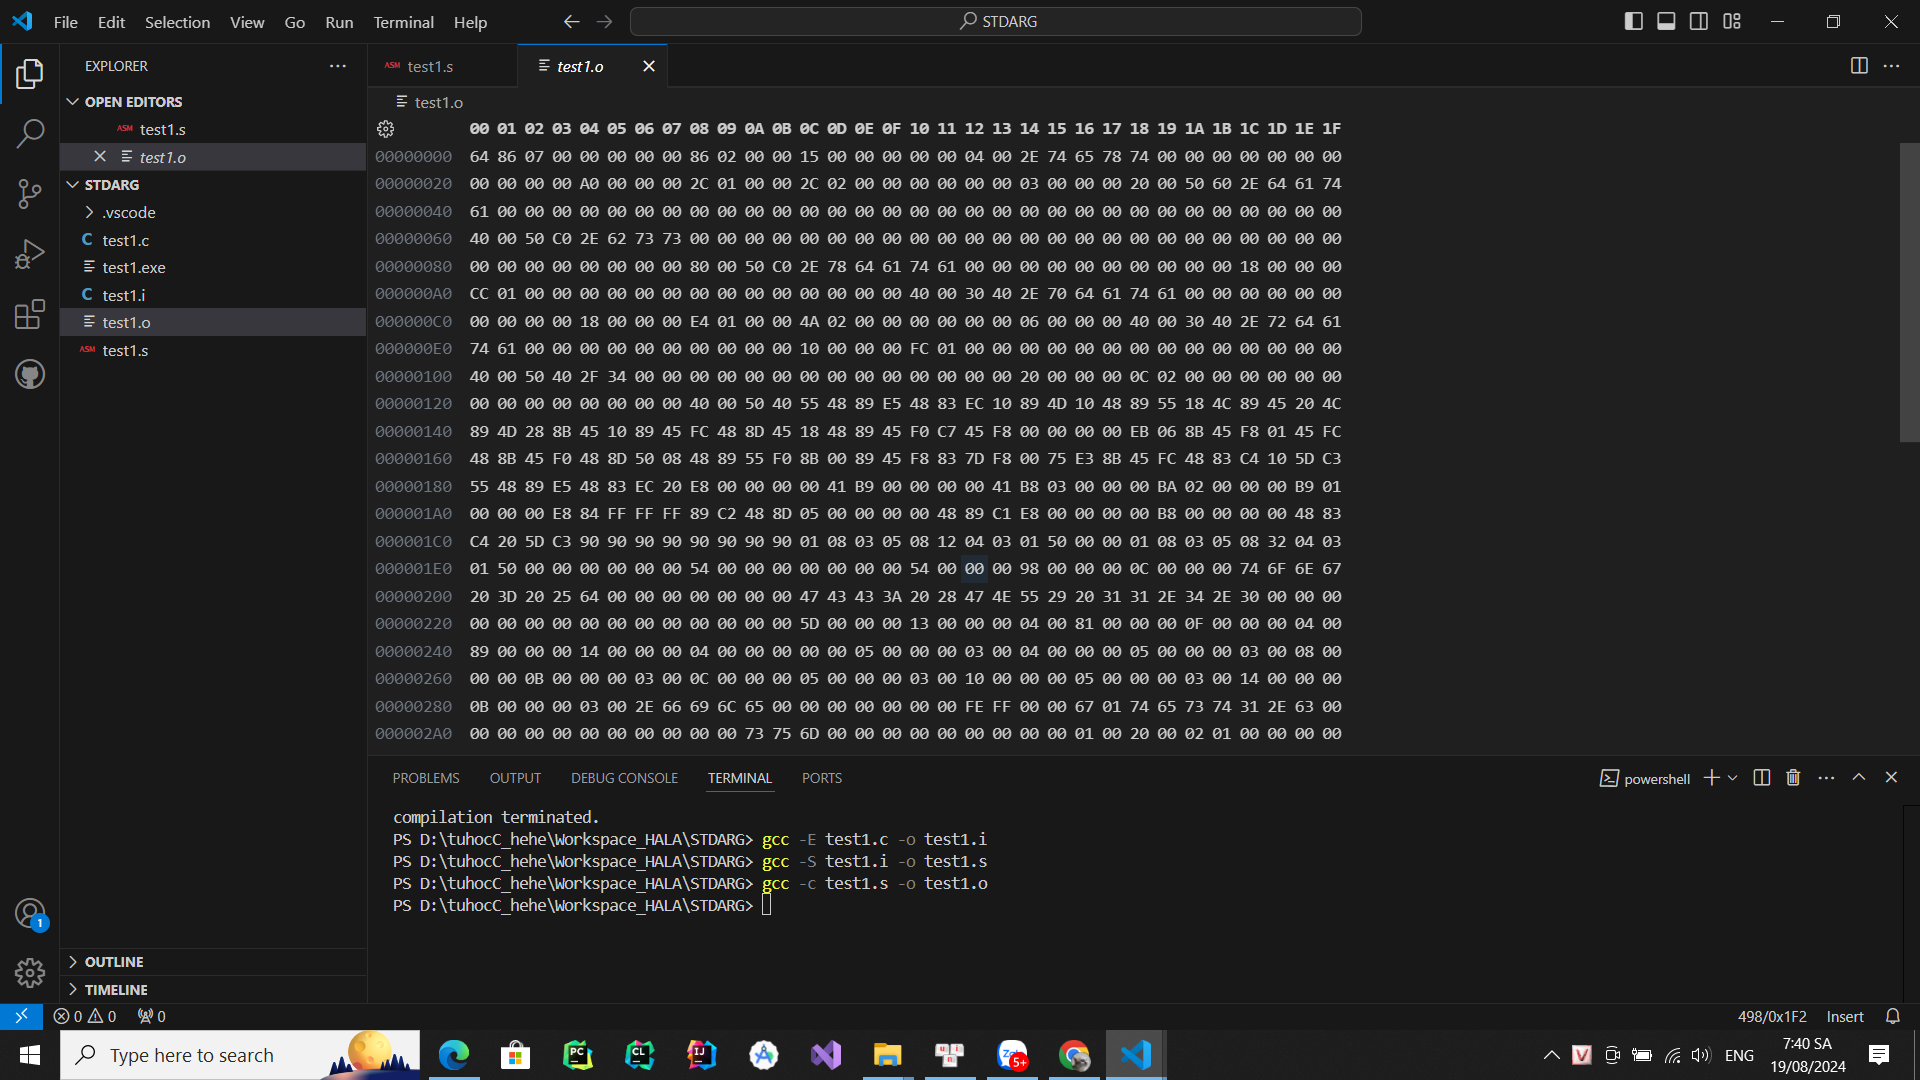 File Edit Selection View Go Run Terminal Help
STDARG
EXPLORER
OPEN EDITORS
ASM test1.s
test1.o
STDARG
.vscode
C test1.c
test1.exe
C test1.i
test1.o
ASM test1.s
OUTLINE
TIMELINE
ASM test1.s
test1.o
test1.o
00 01 02 03 04 05 06 07 08 09 0A 0B 0C 0D 0E 0F 10 11 12 13 14 15 16 17 18 19 1A 1B 1C 1D 1E 1F
00000000 64 86 07 00 00 00 00 00 86 02 00 00 15 00 00 00 00 00 04 00 2E 74 65 78 74 00 00 00 00 00 00 00
00000020 00 00 00 00 A0 00 00 00 2C 01 00 00 2C 02 00 00 00 00 00 00 03 00 00 00 20 00 50 60 2E 64 61 74
00000040 61 00 00 00 00 00 00 00 00 00 00 00 00 00 00 00 00 00 00 00 00 00 00 00 00 00 00 00 00 00 00 00
00000060 40 00 50 C0 2E 62 73 73 00 00 00 00 00 00 00 00 00 00 00 00 00 00 00 00 00 00 00 00 00 00 00 00
00000080 00 00 00 00 00 00 00 00 80 00 50 C0 2E 78 64 61 74 61 00 00 00 00 00 00 00 00 00 00 18 00 00 00
000000A0 CC 01 00 00 00 00 00 00 00 00 00 00 00 00 00 00 40 00 30 40 2E 70 64 61 74 61 00 00 00 00 00 00
000000C0 00 00 00 00 18 00 00 00 E4 01 00 00 4A 02 00 00 00 00 00 00 06 00 00 00 40 00 30 40 2E 72 64 61
000000E0 74 61 00 00 00 00 00 00 00 00 00 00 10 00 00 00 FC 01 00 00 00 00 00 00 00 00 00 00 00 00 00 00
00000100 40 00 50 40 2F 34 00 00 00 00 00 00 00 00 00 00 00 00 00 00 20 00 00 00 0C 02 00 00 00 00 00 00
00000120 00 00 00 00 00 00 00 00 40 00 50 40 55 48 89 E5 48 83 EC 10 89 4D 10 48 89 55 18 4C 89 45 20 4C
00000140 89 4D 28 8B 45 10 89 45 FC 48 8D 45 18 48 89 45 F0 C7 45 F8 00 00 00 00 EB 06 8B 45 F8 01 45 FC
00000160 48 8B 45 F0 48 8D 50 08 48 89 55 F0 8B 00 89 45 F8 83 7D F8 00 75 E3 8B 45 FC 48 83 C4 10 5D C3
00000180 55 48 89 E5 48 83 EC 20 E8 00 00 00 00 41 B9 00 00 00 00 41 B8 03 00 00 00 BA 02 00 00 00 B9 01
000001A0 00 00 00 E8 84 FF FF FF 89 C2 48 8D 05 00 00 00 00 48 89 C1 E8 00 00 00 00 B8 00 00 00 00 48 83
000001C0 C4 20 5D C3 90 90 90 90 90 90 90 90 01 08 03 05 08 12 04 03 01 50 00 00 01 08 03 05 08 32 04 03
000001E0 01 50 00 00 00 00 00 00 54 00 00 00 00 00 00 00 54 00 00 00 98 00 00 00 0C 00 00 00 74 6F 6E 67
00000200 20 3D 20 25 64 00 00 00 00 00 00 00 47 43 43 3A 20 28 47 4E 55 29 20 31 31 2E 34 2E 30 00 00 00
00000220 00 00 00 00 00 00 00 00 00 00 00 00 5D 00 00 00 13 00 00 00 04 00 81 00 00 00 0F 00 00 00 04 00
00000240 89 00 00 00 14 00 00 00 04 00 00 00 00 00 05 00 00 00 03 00 04 00 00 00 05 00 00 00 03 00 08 00
00000260 00 00 0B 00 00 00 03 00 0C 00 00 00 05 00 00 00 03 00 10 00 00 00 05 00 00 00 03 00 14 00 00 00
00000280 0B 00 00 00 03 00 2E 66 69 6C 65 00 00 00 00 00 00 00 FE FF 00 00 67 01 74 65 73 74 31 2E 63 00
000002A0 00 00 00 00 00 00 00 00 00 00 73 75 6D 00 00 00 00 00 00 00 00 00 01 00 20 00 02 01 00 00 00 00
PROBLEMS OUTPUT DEBUG CONSOLE TERMINAL PORTS
powershell
compilation terminated.
PS D:\tuhocC_hehe\Workspace_HALA\STDARG> gcc -E test1.c -o test1.i
PS D:\tuhocC_hehe\Workspace_HALA\STDARG> gcc -S test1.i -o test1.s
PS D:\tuhocC_hehe\Workspace_HALA\STDARG> gcc -c test1.s -o test1.o
PS D:\tuhocC_hehe\Workspace_HALA\STDARG>
1
0 0 0
498/0x1F2 Insert
Type here to search
PC CL IJ
5+
V
ENG
7:40 SA
19/08/2024